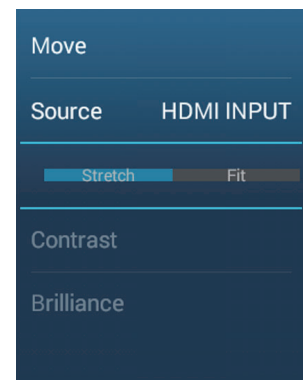 Move
Source HDMI INPUT
Stretch Fit
Contrast
Brilliance